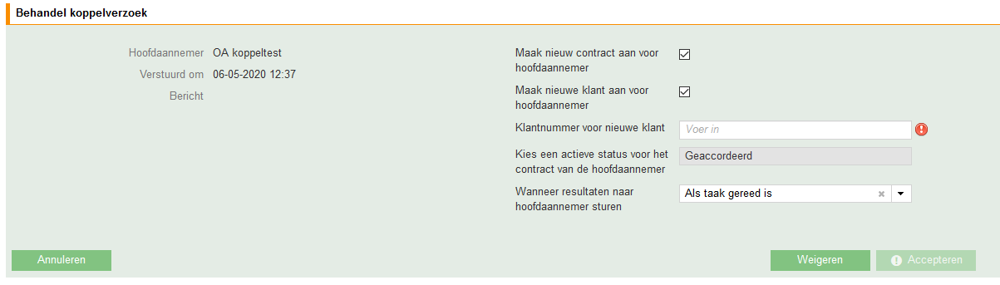 Behandel koppelverzoek
Hoofdaannemer OA koppeltest
Verstuurd om 06-05-2020 12:37
Bericht
Maak nieuw contract aan voor
hoofdaannemer
Maak nieuwe klant aan voor
hoofdaannemer
Klantnummer voor nieuwe klant Voer in
Kies een actieve status voor het
contract van de hoofdaannemer
Geaccordeerd
Wanneer resultaten naar
hoofdaannemer sturen
Als taak gereed is
Annuleren
Weigeren
Accepteren